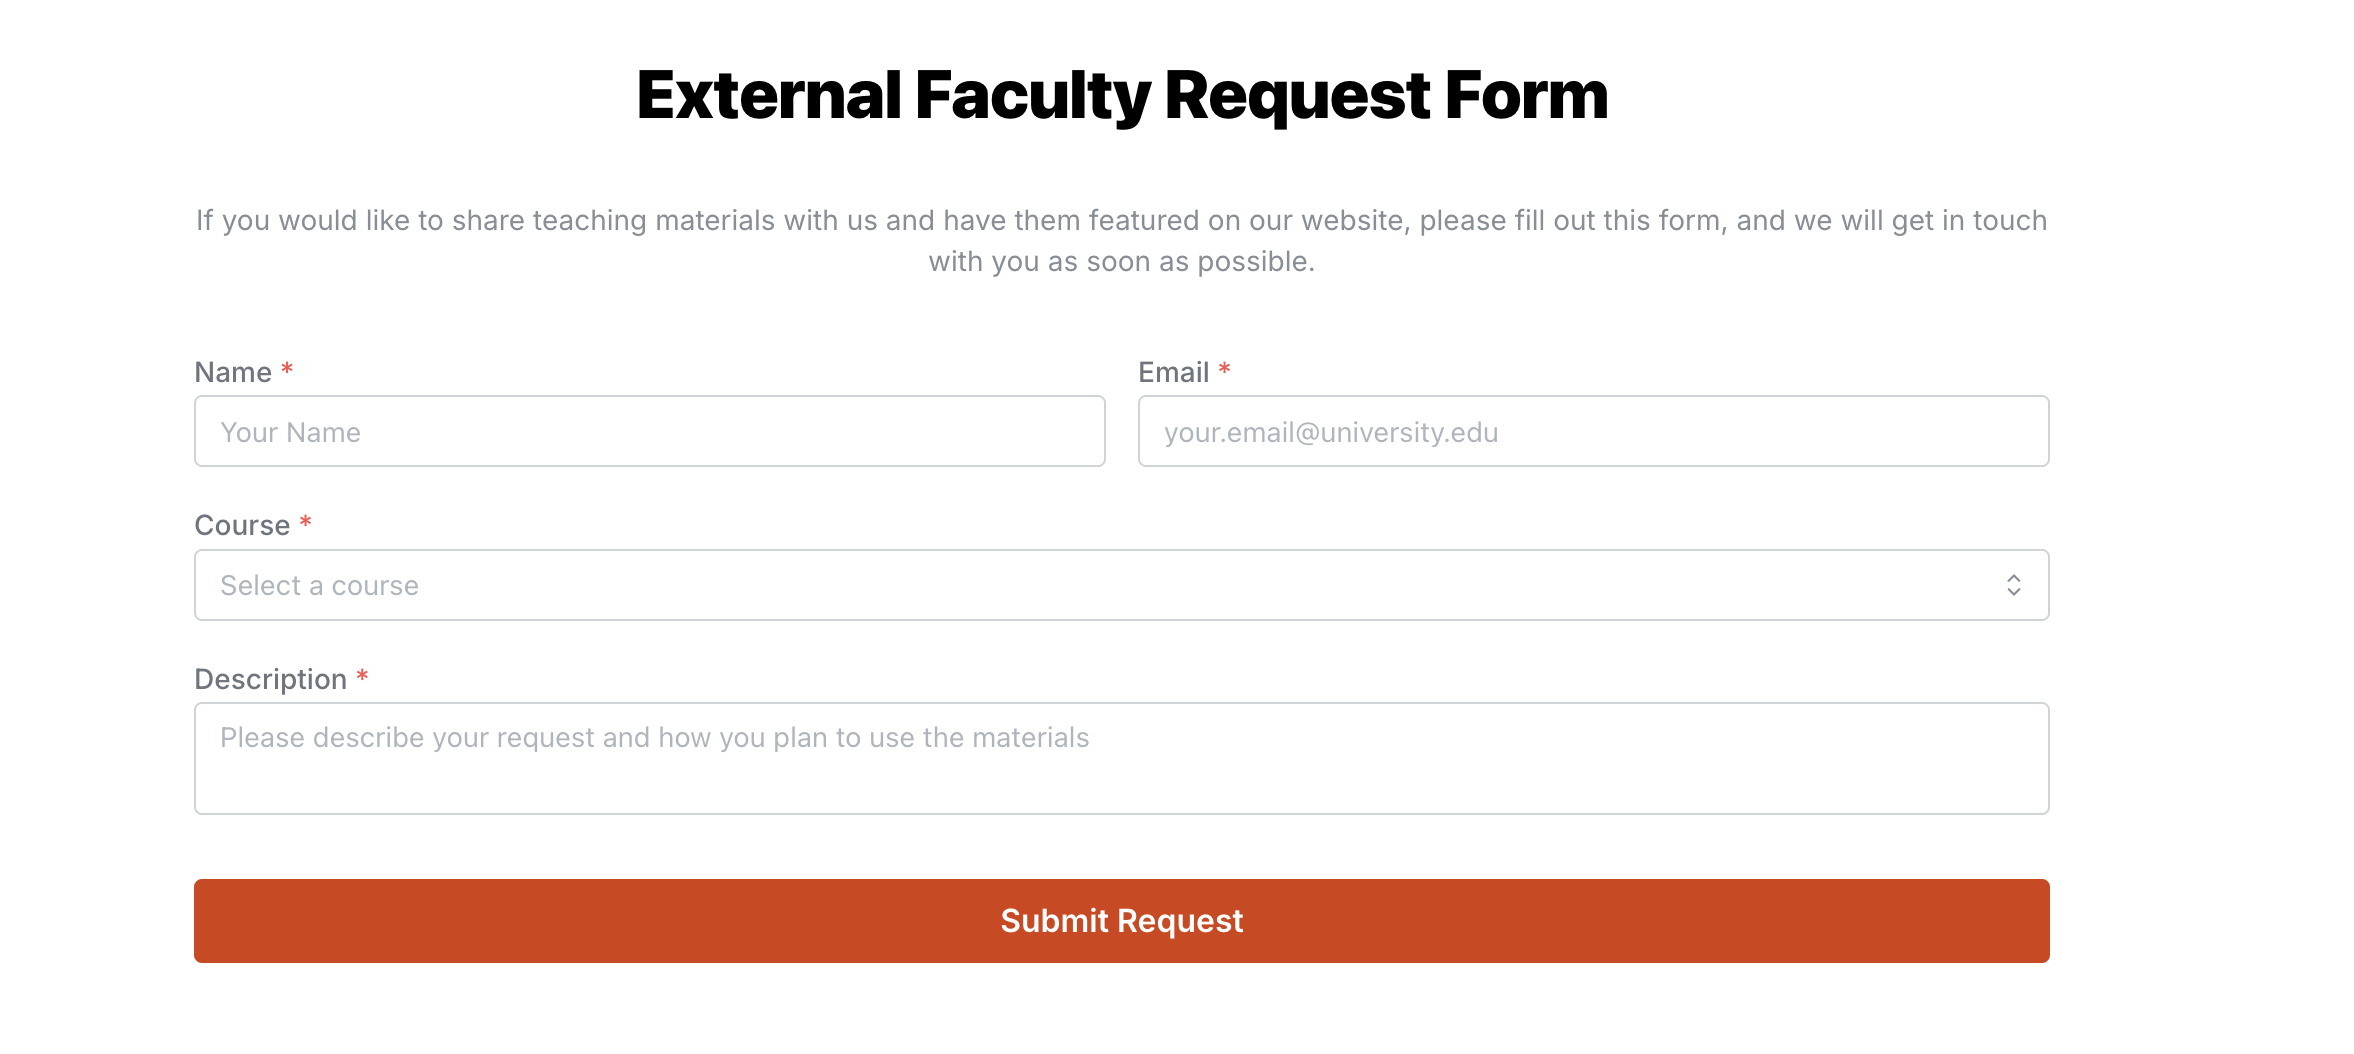 External Faculty Request Form
If you would like to share teaching materials with us and have them featured on our website, please fill out this form, and we will get in touch
with you as soon as possible.
Name *
Email *
Your Name
your.email@university.edu
Course *
Select a course
Description *
Please describe your request and how you plan to use the materials
Submit Request